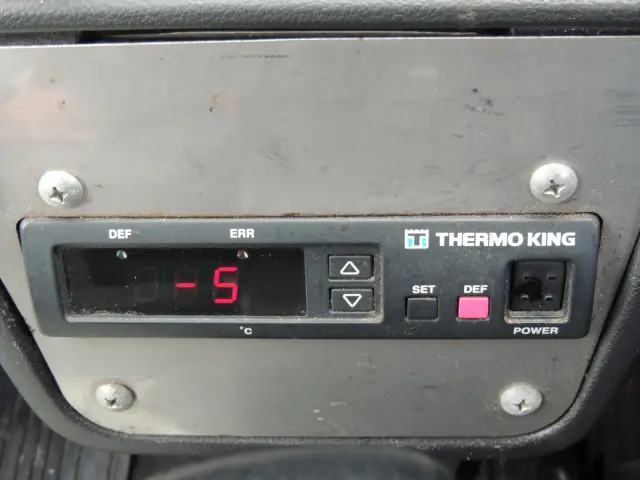 DEF ERR
THERMO KING
-5
SET DEF
°C
POWER